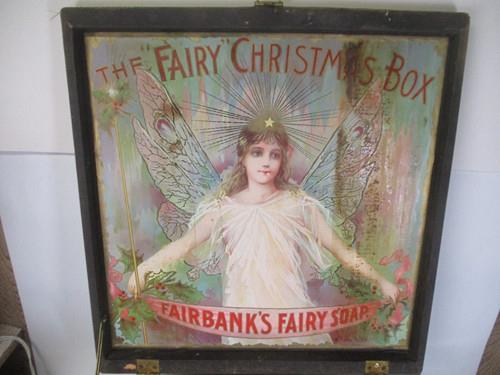 THE "FAIRY" CHRISTMAS BOX
FAIRBANK'S FAIRY SOAP.